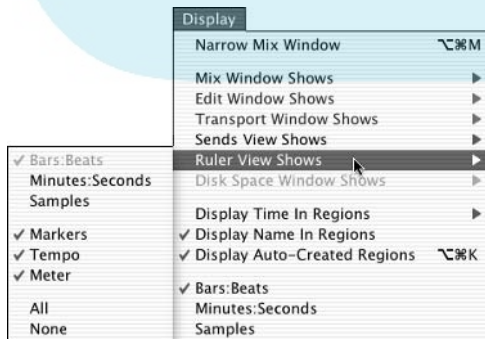 Display
Narrow Mix Window ⌥⌘M
Mix Window Shows ▶
Edit Window Shows ▶
Transport Window Shows ▶
Sends View Shows ▶
Ruler View Shows ▶
Disk Space Window Shows ▶
Display Time In Regions ▶
✓ Display Name In Regions
✓ Display Auto-Created Regions ⌥⌘K
✓ Bars:Beats
Minutes:Seconds
Samples
✓ Bars:Beats
Minutes:Seconds
Samples
✓ Markers
✓ Tempo
✓ Meter
All
None